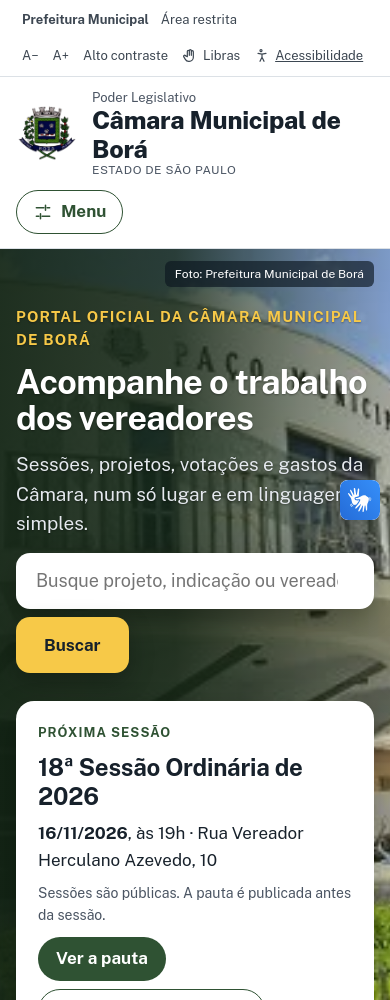 Prefeitura Municipal Área restrita
A− A+ Alto contraste Libras Acessibilidade
Poder Legislativo
Câmara Municipal de
Borá
ESTADO DE SÃO PAULO
Menu
Foto: Prefeitura Municipal de Borá
PORTAL OFICIAL DA CÂMARA MUNICIPAL
DE BORÁ
PAÇO MUNICIN
Acompanhe o trabalho
dos vereadores
Sessões, projetos, votações e gastos da
Câmara, num só lugar e em linguagem
simples.
Busque projeto, indicação ou veread
Buscar
PRÓXIMA SESSÃO
18ª Sessão Ordinária de
2026
16/11/2026, às 19h · Rua Vereador
Herculano Azevedo, 10
Sessões são públicas. A pauta é publicada antes
da sessão.
Ver a pauta